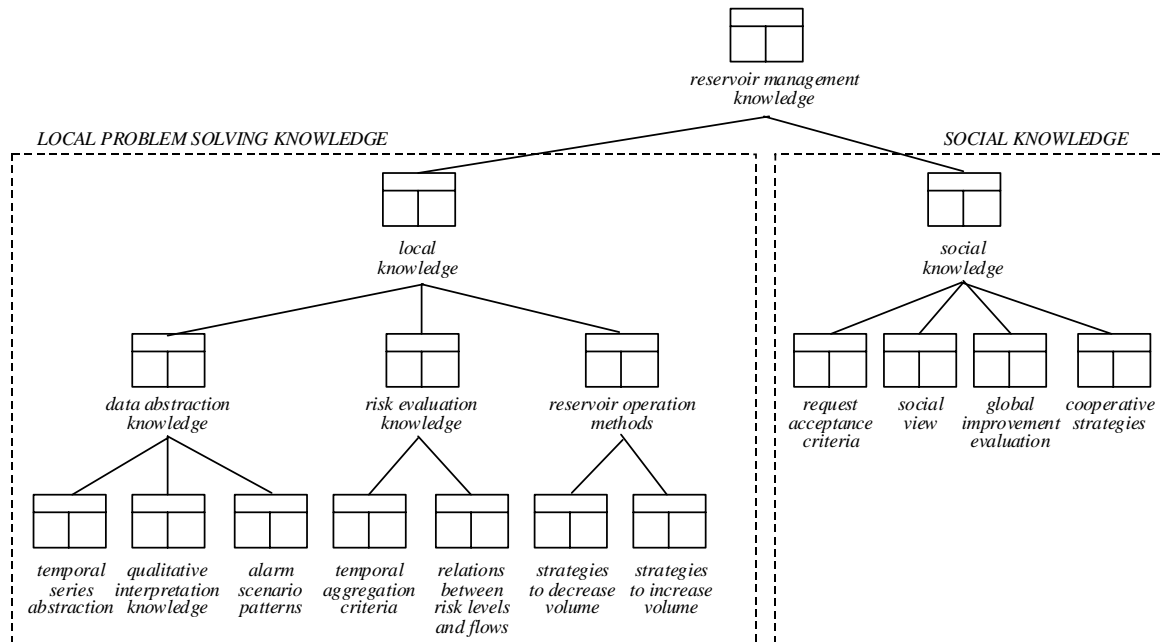 reservoir management
knowledge
LOCAL PROBLEM SOLVING KNOWLEDGE
SOCIAL KNOWLEDGE
local
knowledge
social
knowledge
data abstraction
knowledge
risk evaluation
knowledge
reservoir operation
methods
request
acceptance
criteria
social
view
global
improvement
evaluation
cooperative
strategies
temporal
series
abstraction
qualitative
interpretation
knowledge
alarm
scenario
patterns
temporal
aggregation
criteria
relations
between
risk levels
and flows
strategies
to decrease
volume
strategies
to increase
volume